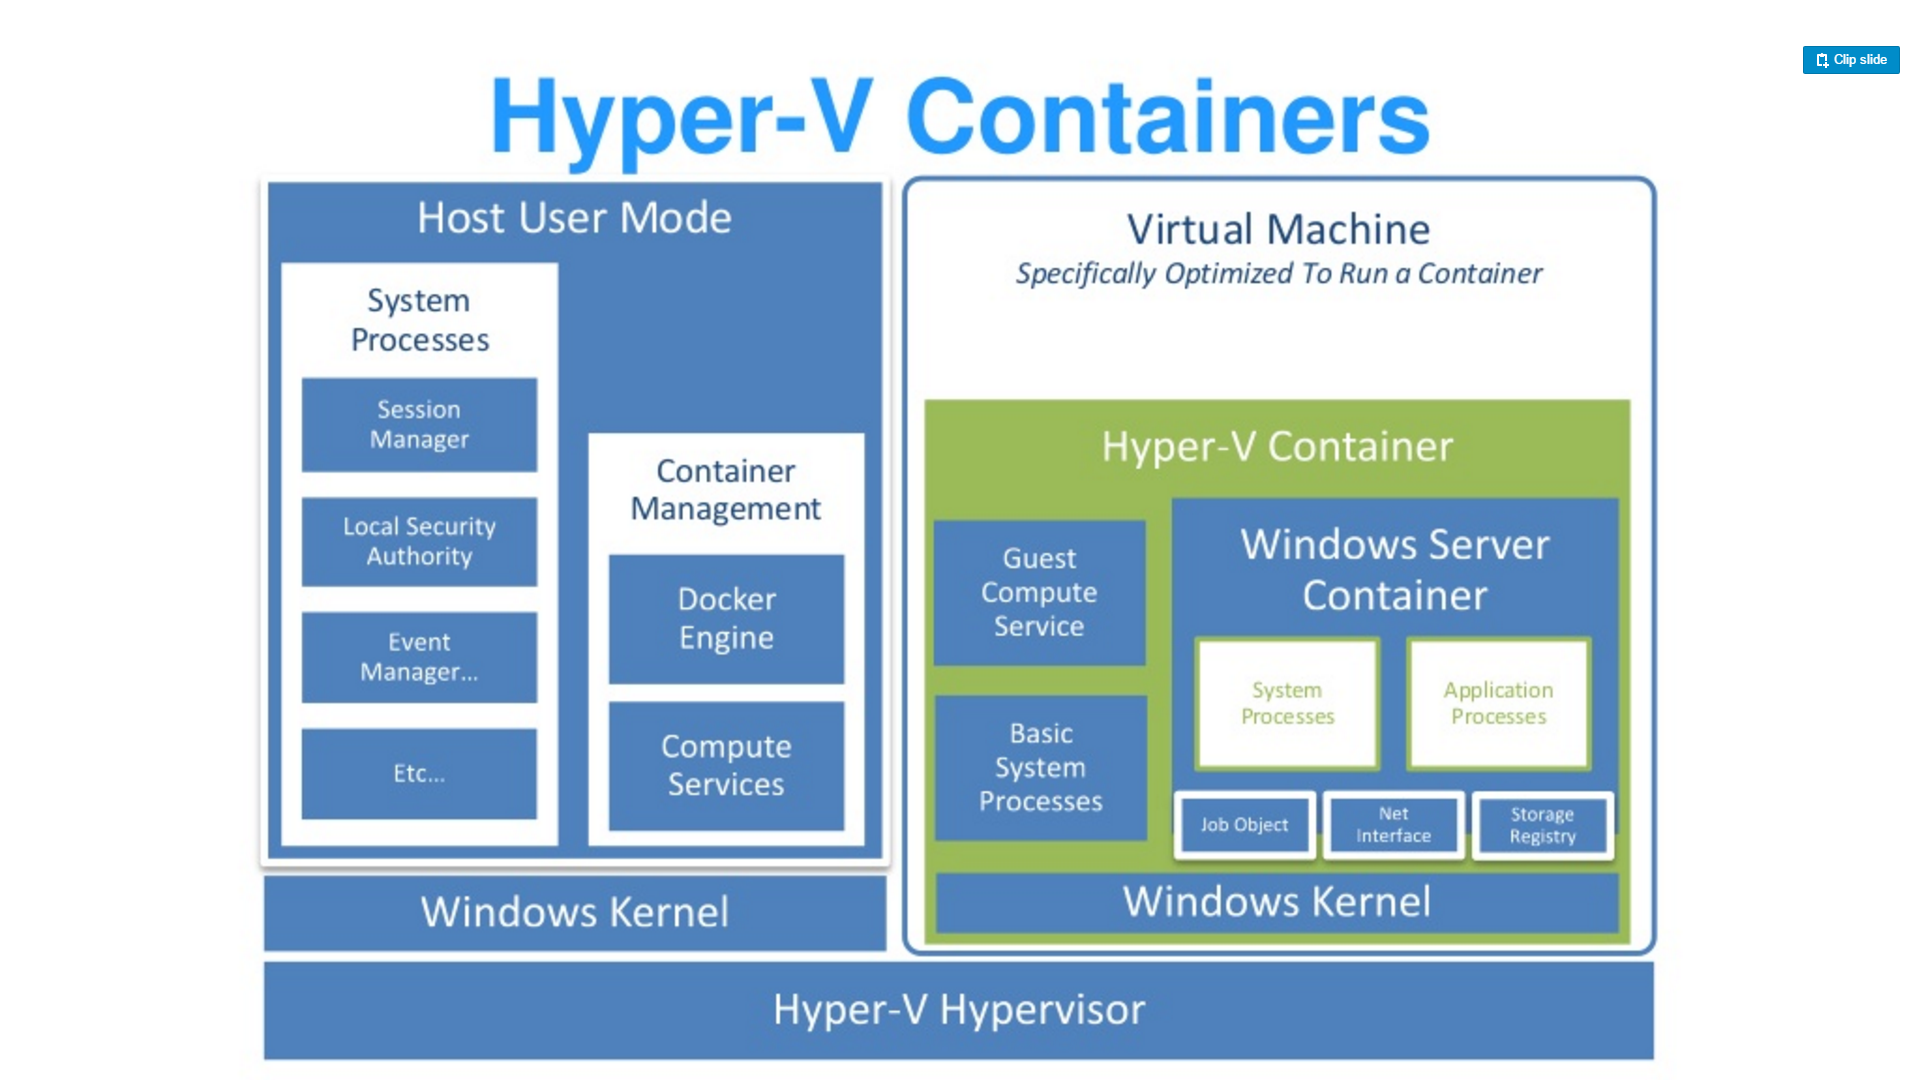 Clip slide
Hyper-V Containers
Host User Mode
System
Processes
Session
Manager
Local Security
Authority
Event
Manager...
Etc...
Container
Management
Docker
Engine
Compute
Services
Windows Kernel
Virtual Machine
Specifically Optimized To Run a Container
Hyper-V Container
Guest
Compute
Service
Basic
System
Processes
Windows Server
Container
System
Processes
Application
Processes
Job Object
Net
Interface
Storage
Registry
Windows Kernel
Hyper-V Hypervisor